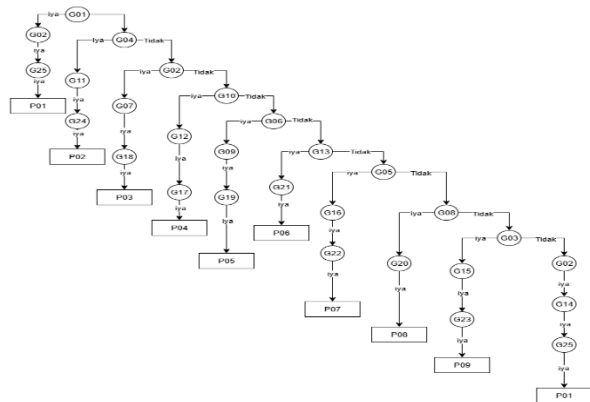 iya G01
G02 G04 Tidak
iya
iya G02 Tidak
G25 G11
iya iya G10 Tidak
iya
P01 G07 iya G06 Tidak
G24 iya G12
iya iya G13 Tidak
G09 iya
P02 G18 iya iya G05 Tidak
iya iya
G17 G19 G21
P03 iya iya iya G16 iya G08 Tidak
P04 P06 iya
iya G03 Tidak
G22
P05 iya G20 G15 G02
iya iya iya
P07 G23 G14
iya iya
P08
G25
P09 iya
P01